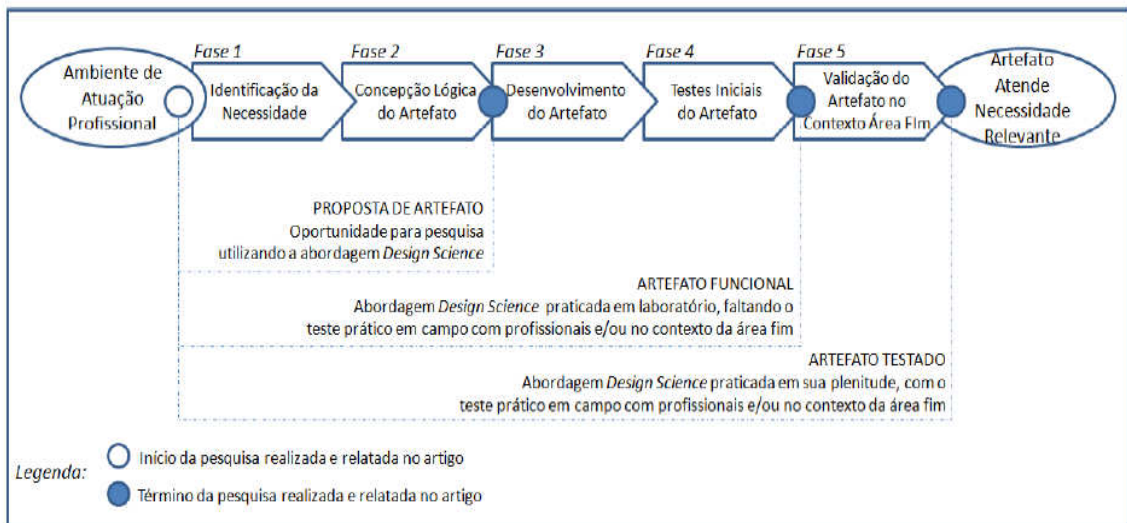 Fase 1
Fase 2
Fase 3
Fase 4
Fase 5
Ambiente de
Atuação
Profissional
Identificação da
Necessidade
Concepção Lógica
do Artefato
Desenvolvimento
do Artefato
Testes Iniciais
do Artefato
Validação do
Artefato no
Contexto Área Fim
Artefato
Atende
Necessidade
Relevante
PROPOSTA DE ARTEFATO
Oportunidade para pesquisa
utilizando a abordagem Design Science
ARTEFATO FUNCIONAL
Abordagem Design Science praticada em laboratório, faltando o
teste prático em campo com profissionais e/ou no contexto da área fim
ARTEFATO TESTADO
Abordagem Design Science praticada em sua plenitude, com o
teste prático em campo com profissionais e/ou no contexto da área fim
Legenda:
Início da pesquisa realizada e relatada no artigo
Término da pesquisa realizada e relatada no artigo